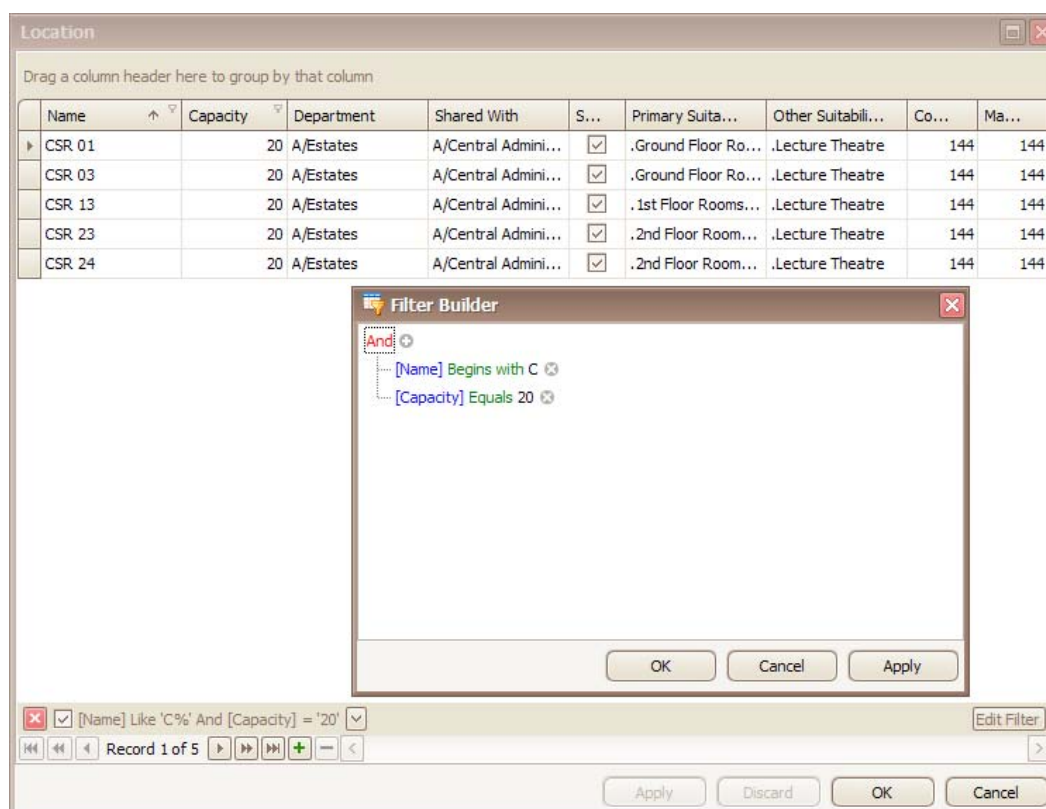 Location
Drag a column header here to group by that column
Name Capacity Department Shared With S... Primary Suita... Other Suitabili... Co... Ma...
CSR 01 20 A/Estates A/Central Admini... .Ground Floor Ro... .Lecture Theatre 144 144
CSR 03 20 A/Estates A/Central Admini... .Ground Floor Ro... .Lecture Theatre 144 144
CSR 13 20 A/Estates A/Central Admini... .1st Floor Rooms... .Lecture Theatre 144 144
CSR 23 20 A/Estates A/Central Admini... .2nd Floor Room... .Lecture Theatre 144 144
CSR 24 20 A/Estates A/Central Admini... .2nd Floor Room... .Lecture Theatre 144 144
Filter Builder
And
[Name] Begins with C
[Capacity] Equals 20
OK Cancel Apply
[Name] Like 'C%' And [Capacity] = '20' Edit Filter
Record 1 of 5
Apply Discard OK Cancel